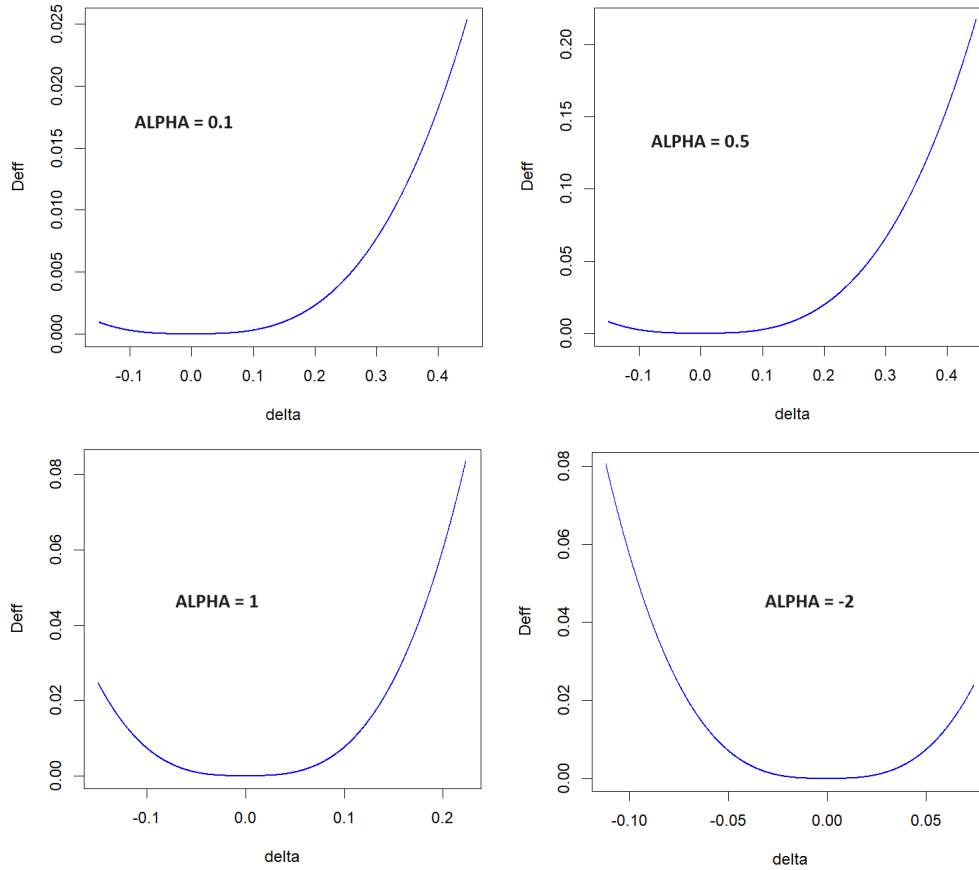 0.000 0.005 0.010 0.015 0.020 0.025
Deff
ALPHA = 0.1
-0.1 0.0 0.1 0.2 0.3 0.4
delta
0.00 0.05 0.10 0.15 0.20
Deff
ALPHA = 0.5
-0.1 0.0 0.1 0.2 0.3 0.4
delta
0.00 0.02 0.04 0.06 0.08
Deff
ALPHA = 1
-0.1 0.0 0.1 0.2
delta
0.00 0.02 0.04 0.06 0.08
Deff
ALPHA = -2
-0.10 -0.05 0.00 0.05
delta